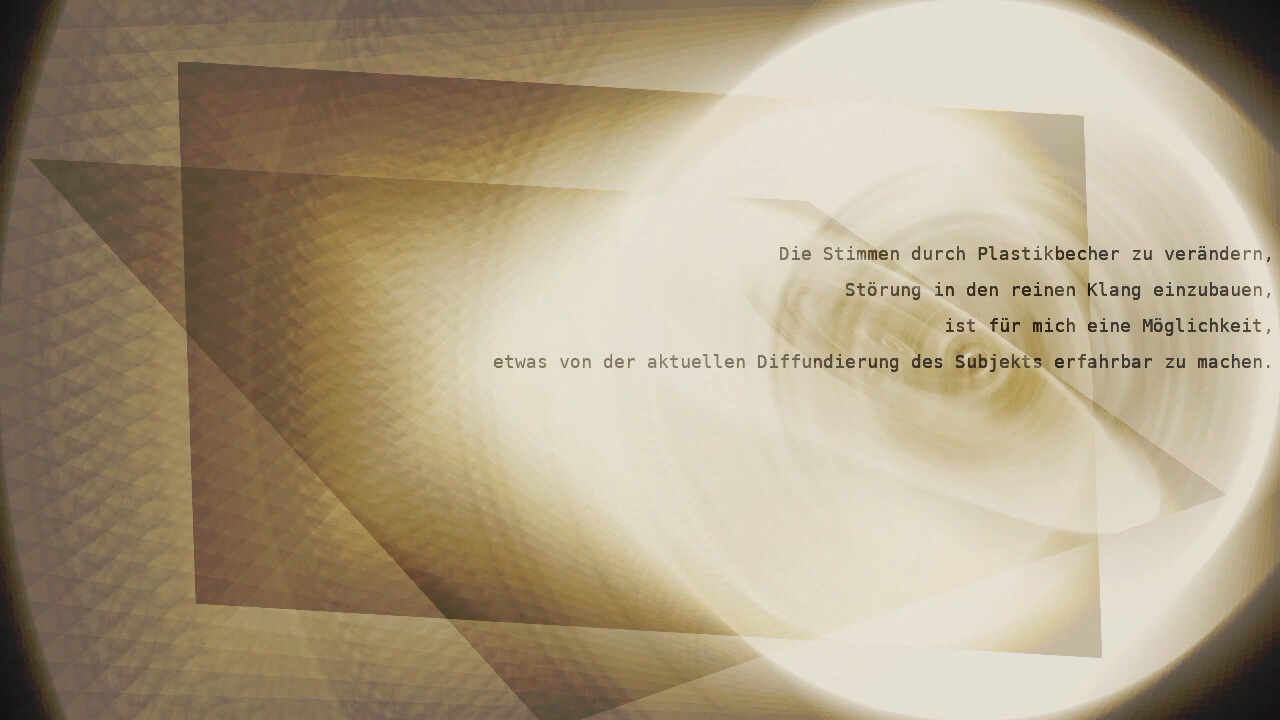 Die Stimmen durch Plastikbecher zu verändern,
Störung in den reinen Klang einzubauen,
ist für mich eine Möglichkeit,
etwas von der aktuellen Diffundierung des Subjekts erfahrbar zu machen.